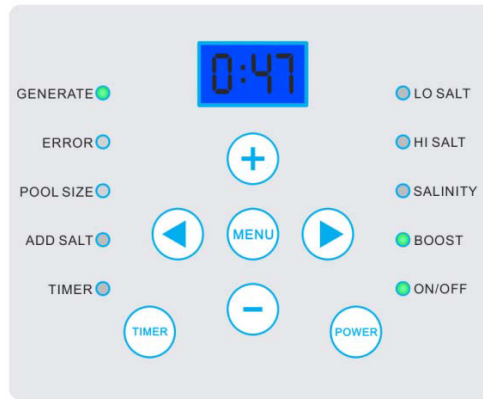 0:47
GENERATE
ERROR
POOL SIZE
ADD SALT
TIMER
LO SALT
HI SALT
SALINITY
BOOST
ON/OFF
+
MENU
−
TIMER
POWER